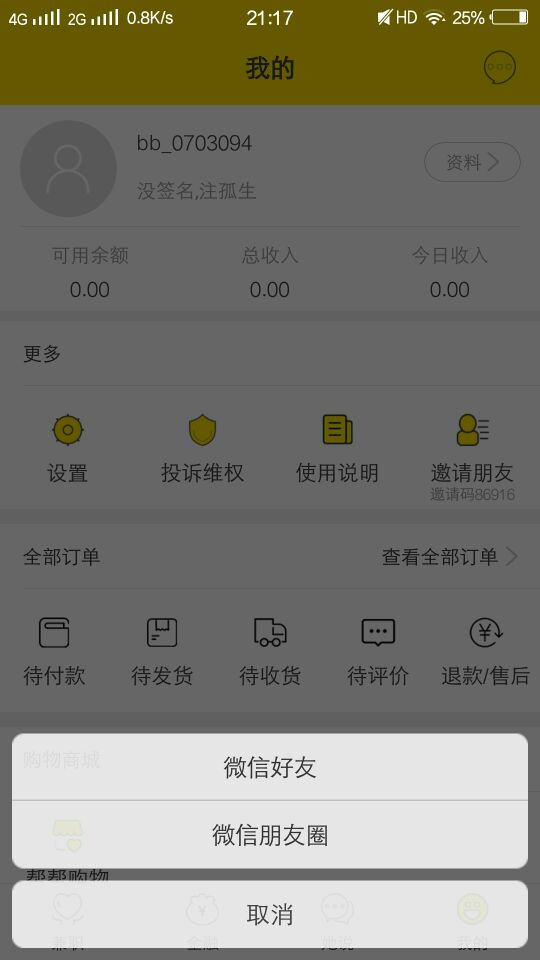 4G 2G 0.8K/s 21:17 HD 25%
我的
bb_0703094
没签名,注孤生
资料
可用余额 总收入 今日收入
0.00 0.00 0.00
更多
设置 投诉维权 使用说明 邀请朋友
邀请码86916
全部订单 查看全部订单
待付款 待发货 待收货 待评价 退款/售后
购物商城
微信好友
微信朋友圈
帮帮购物
取消
兼职 金融 她说 我的